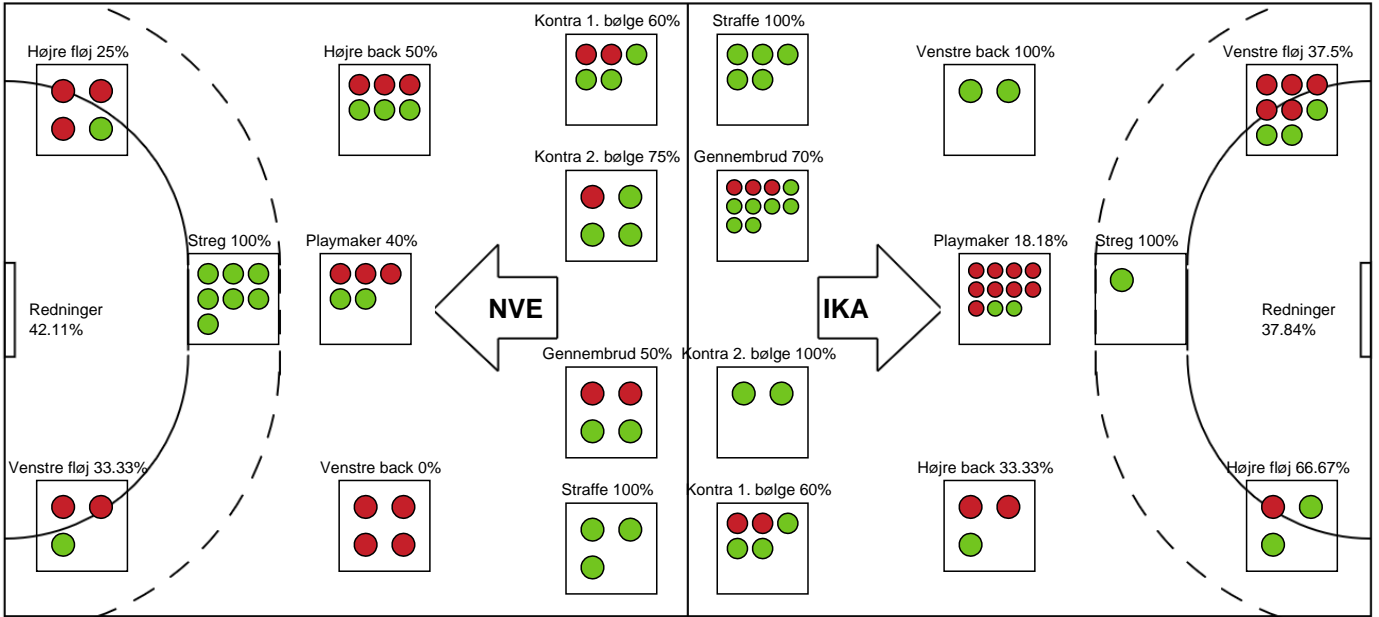 Kontra 1. bølge 60%
Straffe 100%
Højre fløj 25%
Højre back 50%
Venstre back 100%
Venstre fløj 37.5%
Kontra 2. bølge 75%
Gennembrud 70%
Streg 100%
Playmaker 40%
Playmaker 18.18%
Streg 100%
Redninger
42.11%
NVE
IKA
Redninger
37.84%
Gennembrud 50%
Kontra 2. bølge 100%
Venstre fløj 33.33%
Venstre back 0%
Højre back 33.33%
Højre fløj 66.67%
Straffe 100%
Kontra 1. bølge 60%